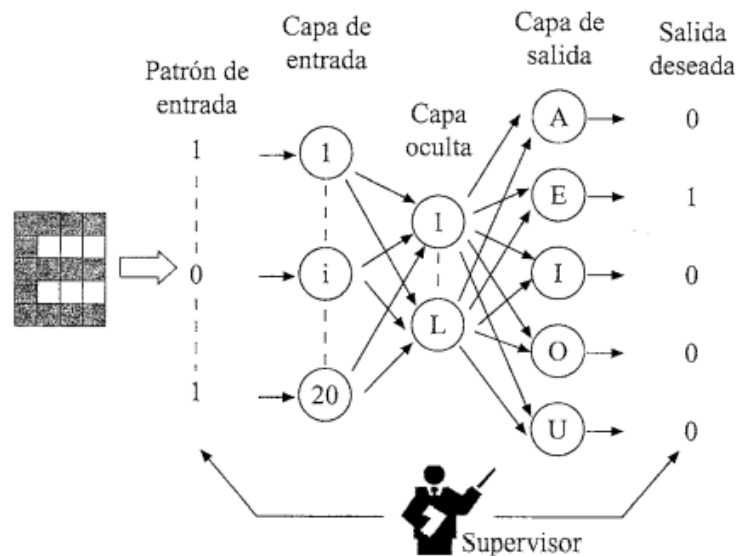 Patrón de
entrada
Capa de
entrada
Capa
oculta
Capa de
salida
Salida
deseada
1
0
1
1
i
20
1
L
A
E
I
O
U
0
1
0
0
0
Supervisor